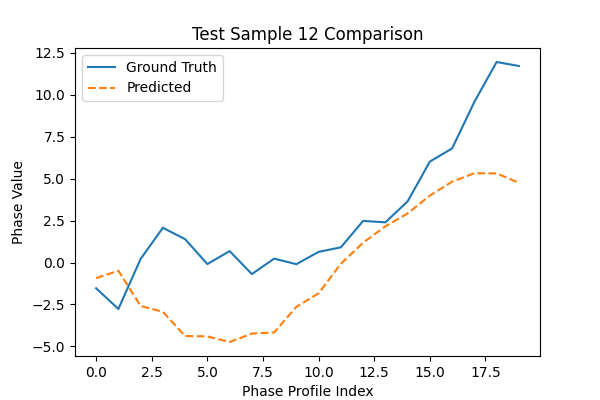 Test Sample 12 Comparison
Ground Truth
Predicted
Phase Value
12.5
10.0
7.5
5.0
2.5
0.0
−2.5
−5.0
0.0 2.5 5.0 7.5 10.0 12.5 15.0 17.5
Phase Profile Index